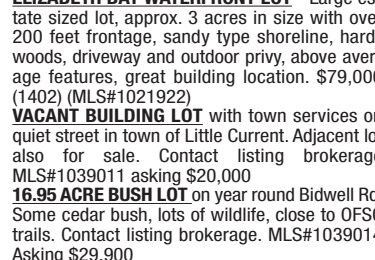 ELIZABETH BAY WATERFRONT LOT - Large es-
tate sized lot, approx. 3 acres in size with over
200 feet frontage, sandy type shoreline, hard-
woods, driveway and outdoor privy, above aver-
age features, great building location. $79,000
(1402) (MLS#1021922)
VACANT BUILDING LOT with town services on
quiet street in town of Little Current. Adjacent lot
also for sale. Contact listing brokerage
MLS#1039011 asking $20,000
16.95 ACRE BUSH LOT on year round Bidwell Rd.
Some cedar bush, lots of wildlife, close to OFSC
trails. Contact listing brokerage. MLS#1039014
Asking $29,900